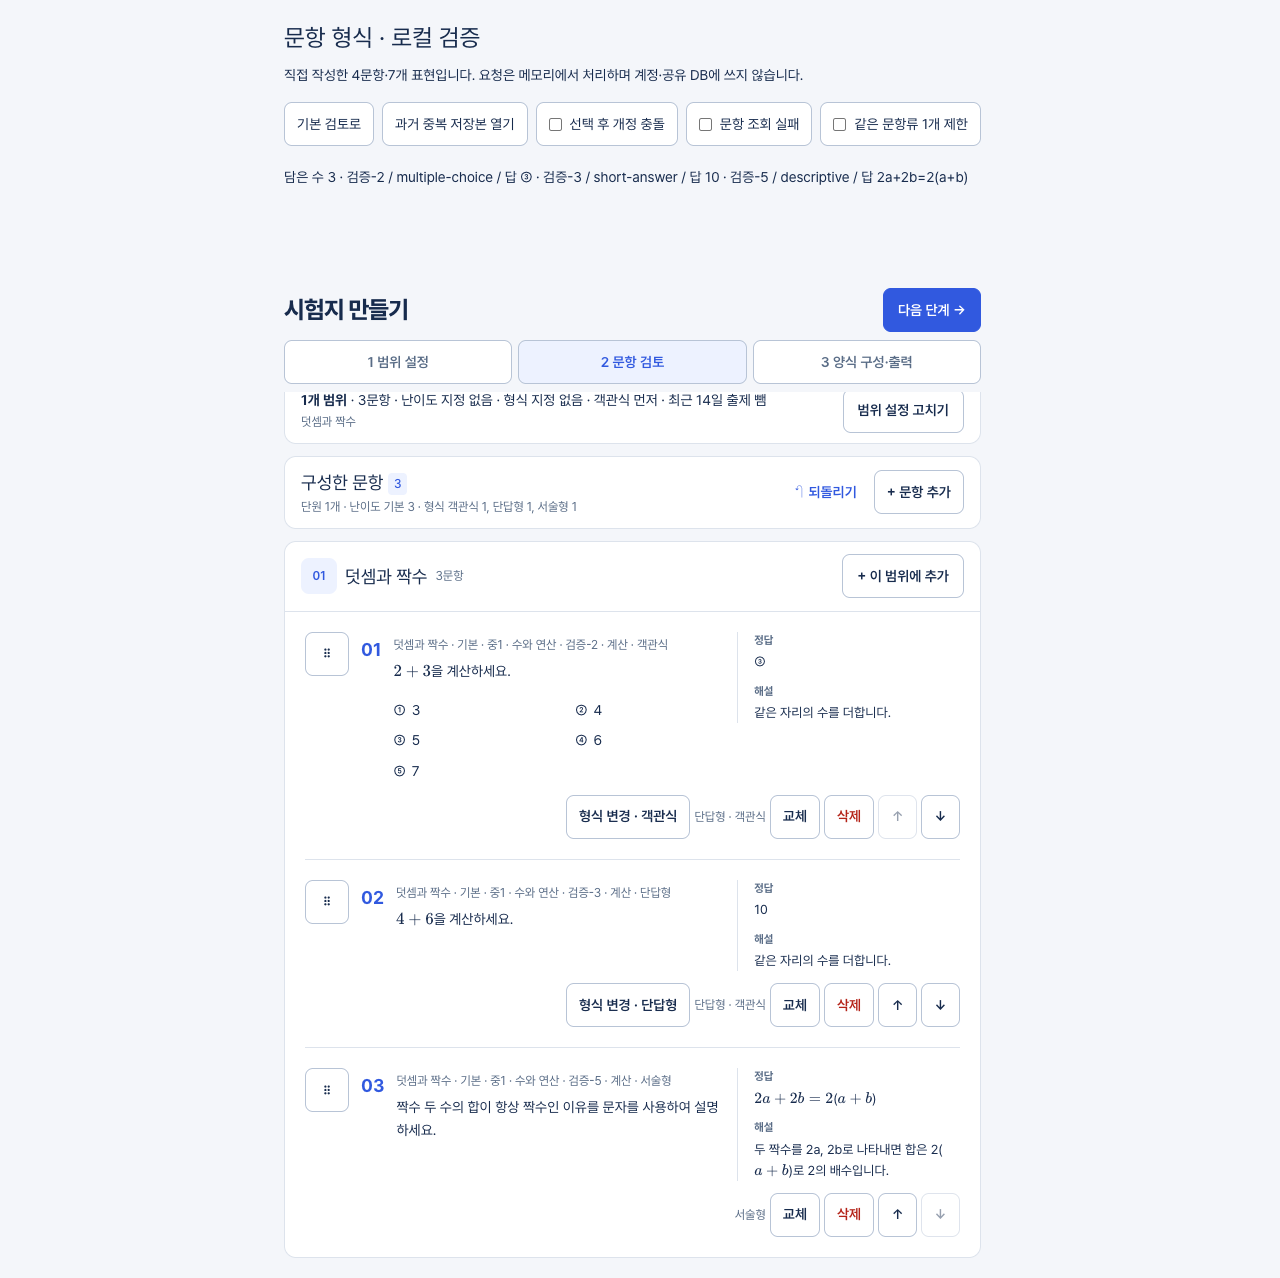 문항 형식 · 로컬 검증
직접 작성한 4문항·7개 표현입니다. 요청은 메모리에서 처리하며 계정·공유 DB에 쓰지 않습니다.
기본 검토로
과거 중복 저장본 열기
선택 후 개정 충돌
문항 조회 실패
같은 문항류 1개 제한
담은 수 3 · 검증-2 / multiple-choice / 답 ③ · 검증-3 / short-answer / 답 10 · 검증-5 / descriptive / 답 2a+2b=2(a+b)
시험지 만들기
다음 단계 →
1 범위 설정
2 문항 검토
3 양식 구성·출력
1개 범위 · 3문항 · 난이도 지정 없음 · 형식 지정 없음 · 객관식 먼저 · 최근 14일 출제 뺌
덧셈과 짝수
범위 설정 고치기
구성한 문항 3
단원 1개 · 난이도 기본 3 · 형식 객관식 1, 단답형 1, 서술형 1
되돌리기
+ 문항 추가
01 덧셈과 짝수 3문항
+ 이 범위에 추가
01
덧셈과 짝수 · 기본 · 중1 · 수와 연산 · 검증-2 · 계산 · 객관식
2 + 3을 계산하세요.
① 3
② 4
③ 5
④ 6
⑤ 7
정답
③
해설
같은 자리의 수를 더합니다.
형식 변경 · 객관식
단답형 · 객관식
교체
삭제
↑
↓
02
덧셈과 짝수 · 기본 · 중1 · 수와 연산 · 검증-3 · 계산 · 단답형
4 + 6을 계산하세요.
정답
10
해설
같은 자리의 수를 더합니다.
형식 변경 · 단답형
단답형 · 객관식
교체
삭제
↑
↓
03
덧셈과 짝수 · 기본 · 중1 · 수와 연산 · 검증-5 · 계산 · 서술형
짝수 두 수의 합이 항상 짝수인 이유를 문자를 사용하여 설명
하세요.
정답
2a + 2b = 2(a + b)
해설
두 짝수를 2a, 2b로 나타내면 합은 2(
a + b)로 2의 배수입니다.
서술형
교체
삭제
↑
↓